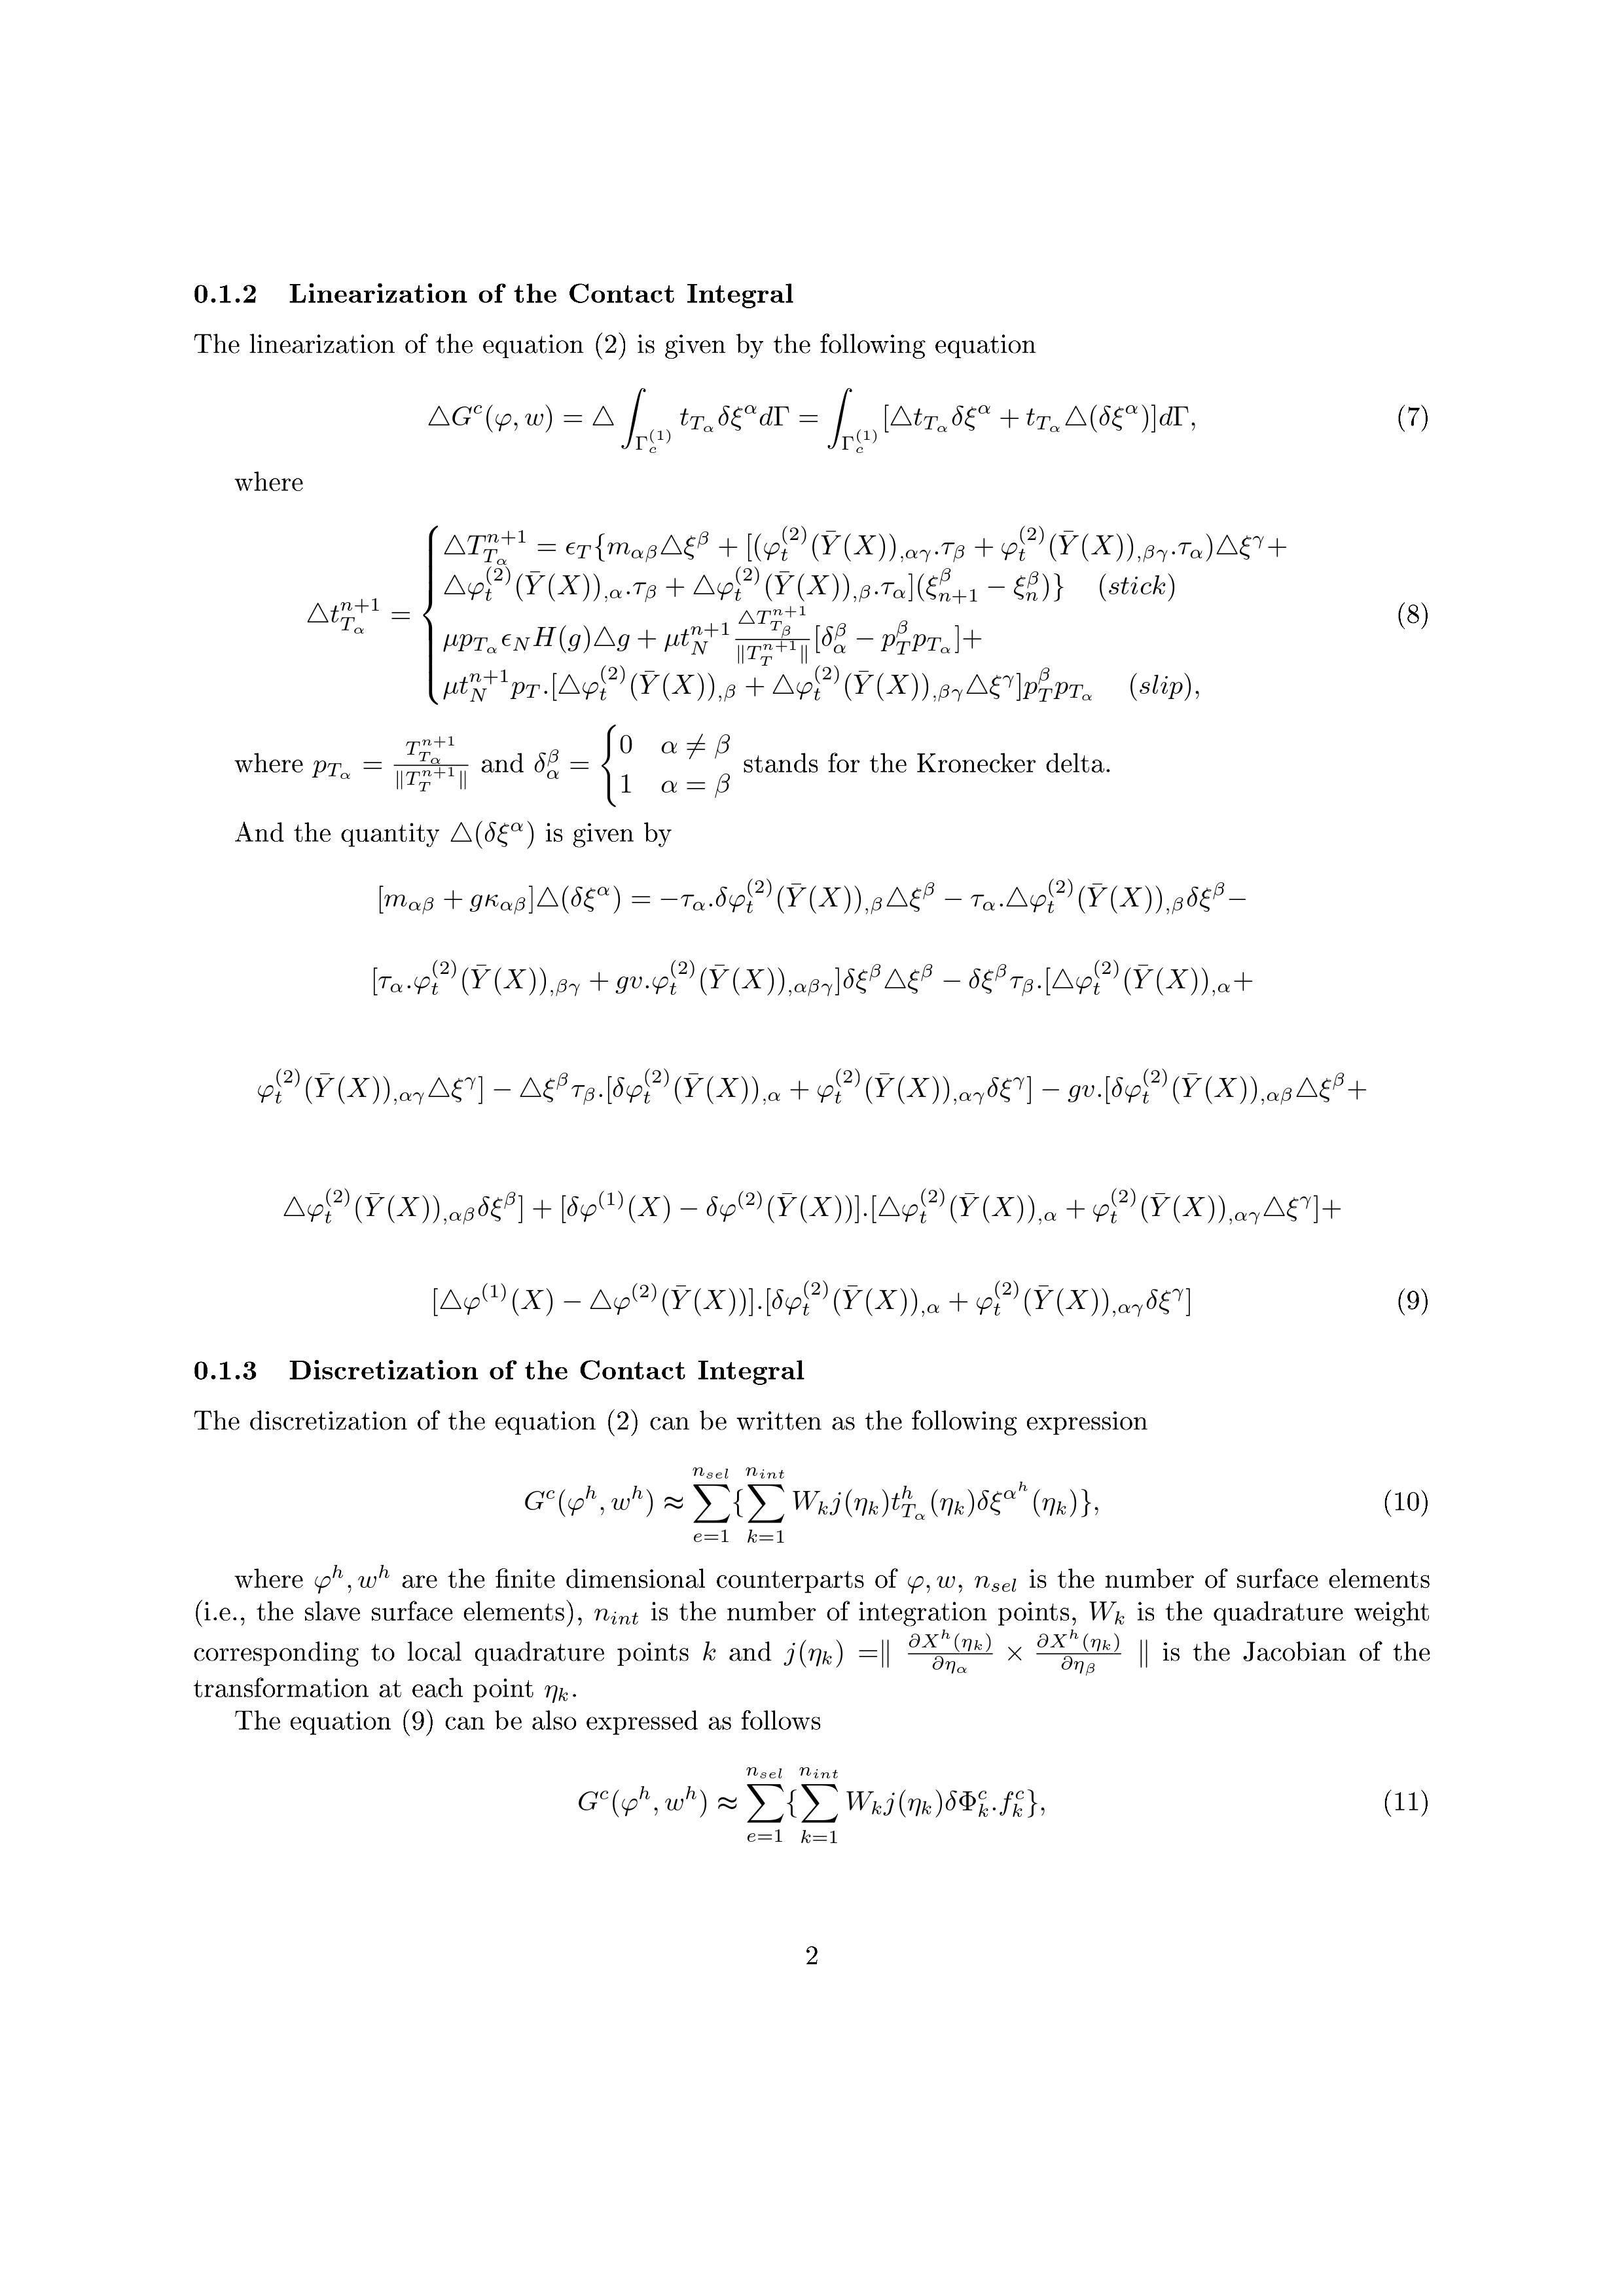 0.1.2 Linearization of the Contact Integral
The linearization of the equation (2) is given by the following equation
$\triangle G^c(\varphi, w) = \triangle \int_{\Gamma_c^{(1)}} t_{T_\alpha} \delta\xi^\alpha d\Gamma = \int_{\Gamma_c^{(1)}} [\triangle t_{T_\alpha} \delta\xi^\alpha + t_{T_\alpha} \triangle(\delta\xi^\alpha)] d\Gamma,$ (7)
where
$\triangle t_{T_\alpha}^{n+1} = \begin{cases} \triangle T_{T_\alpha}^{n+1} = \epsilon_T \{ m_{\alpha\beta} \triangle\xi^\beta + [(\varphi_t^{(2)}(\bar{Y}(X))_{,\alpha\gamma}.\tau_\beta + \varphi_t^{(2)}(\bar{Y}(X))_{,\beta\gamma}.\tau_\alpha) \triangle\xi^\gamma + \\ \triangle\varphi_t^{(2)}(\bar{Y}(X))_{,\alpha}.\tau_\beta + \triangle\varphi_t^{(2)}(\bar{Y}(X))_{,\beta}.\tau_\alpha](\xi_{n+1}^\beta - \xi_n^\beta) \} \quad (stick) \\ \mu p_{T_\alpha} \epsilon_N H(g) \triangle g + \mu t_N^{n+1} \frac{\triangle T_{T_\beta}^{n+1}}{\| T_T^{n+1} \|} [\delta_\alpha^\beta - p_T^\beta p_{T_\alpha}] + \\ \mu t_N^{n+1} p_T.[\triangle\varphi_t^{(2)}(\bar{Y}(X))_{,\beta} + \triangle\varphi_t^{(2)}(\bar{Y}(X))_{,\beta\gamma} \triangle\xi^\gamma] p_T^\beta p_{T_\alpha} \quad (slip), \end{cases}$ (8)
where $p_{T_\alpha} = \frac{T_{T_\alpha}^{n+1}}{\| T_T^{n+1} \|}$ and $\delta_\alpha^\beta = \begin{cases} 0 & \alpha \neq \beta \\ 1 & \alpha = \beta \end{cases}$ stands for the Kronecker delta.
And the quantity $\triangle(\delta\xi^\alpha)$ is given by
$[m_{\alpha\beta} + g\kappa_{\alpha\beta}] \triangle(\delta\xi^\alpha) = -\tau_\alpha.\delta\varphi_t^{(2)}(\bar{Y}(X))_{,\beta} \triangle\xi^\beta - \tau_\alpha.\triangle\varphi_t^{(2)}(\bar{Y}(X))_{,\beta} \delta\xi^\beta -$
$[\tau_\alpha.\varphi_t^{(2)}(\bar{Y}(X))_{,\beta\gamma} + gv.\varphi_t^{(2)}(\bar{Y}(X))_{,\alpha\beta\gamma}] \delta\xi^\beta \triangle\xi^\beta - \delta\xi^\beta \tau_\beta.[\triangle\varphi_t^{(2)}(\bar{Y}(X))_{,\alpha} +$
$\varphi_t^{(2)}(\bar{Y}(X))_{,\alpha\gamma} \triangle\xi^\gamma] - \triangle\xi^\beta \tau_\beta.[\delta\varphi_t^{(2)}(\bar{Y}(X))_{,\alpha} + \varphi_t^{(2)}(\bar{Y}(X))_{,\alpha\gamma} \delta\xi^\gamma] - gv.[\delta\varphi_t^{(2)}(\bar{Y}(X))_{,\alpha\beta} \triangle\xi^\beta +$
$\triangle\varphi_t^{(2)}(\bar{Y}(X))_{,\alpha\beta} \delta\xi^\beta] + [\delta\varphi^{(1)}(X) - \delta\varphi^{(2)}(\bar{Y}(X))].[\triangle\varphi_t^{(2)}(\bar{Y}(X))_{,\alpha} + \varphi_t^{(2)}(\bar{Y}(X))_{,\alpha\gamma} \triangle\xi^\gamma] +$
$[\triangle\varphi^{(1)}(X) - \triangle\varphi^{(2)}(\bar{Y}(X))].[\delta\varphi_t^{(2)}(\bar{Y}(X))_{,\alpha} + \varphi_t^{(2)}(\bar{Y}(X))_{,\alpha\gamma} \delta\xi^\gamma]$ (9)
0.1.3 Discretization of the Contact Integral
The discretization of the equation (2) can be written as the following expression
$G^c(\varphi^h, w^h) \approx \sum_{e=1}^{n_{sel}} \{ \sum_{k=1}^{n_{int}} W_k j(\eta_k) t_{T_\alpha}^h(\eta_k) \delta\xi^{\alpha^h}(\eta_k) \},$ (10)
where $\varphi^h, w^h$ are the finite dimensional counterparts of $\varphi, w$, $n_{sel}$ is the number of surface elements
(i.e., the slave surface elements), $n_{int}$ is the number of integration points, $W_k$ is the quadrature weight
corresponding to local quadrature points $k$ and $j(\eta_k) = \| \frac{\partial X^h(\eta_k)}{\partial \eta_\alpha} \times \frac{\partial X^h(\eta_k)}{\partial \eta_\beta} \|$ is the Jacobian of the
transformation at each point $\eta_k$.
The equation (9) can be also expressed as follows
$G^c(\varphi^h, w^h) \approx \sum_{e=1}^{n_{sel}} \{ \sum_{k=1}^{n_{int}} W_k j(\eta_k) \delta\Phi_k^c.f_k^c \},$ (11)
2